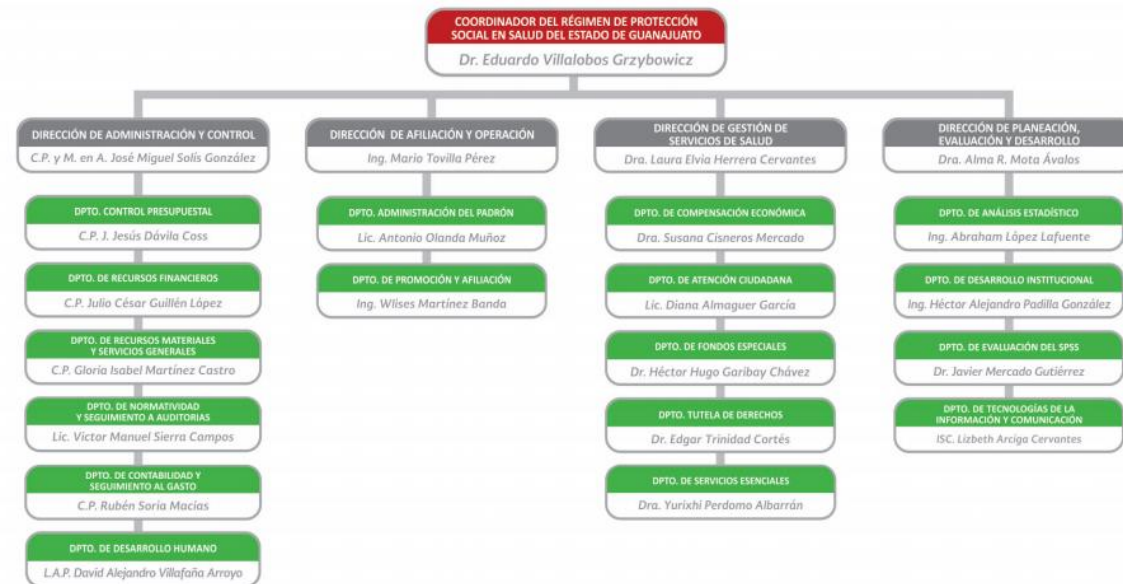 COORDINADOR DEL RÉGIMEN DE PROTECCIÓN
SOCIAL EN SALUD DEL ESTADO DE GUANAJUATO
Dr. Eduardo Villalobos Grzybowicz
DIRECCIÓN DE ADMINISTRACIÓN Y CONTROL
C.P. y M. en A. José Miguel Solís González
DPTO. CONTROL PRESUPUESTAL
C.P. J. Jesús Dávila Coss
DPTO. DE RECURSOS FINANCIEROS
C.P. Julio César Guillén López
DPTO. DE RECURSOS MATERIALES
Y SERVICIOS GENERALES
C.P. Gloria Isabel Martínez Castro
DPTO. DE NORMATIVIDAD
Y SEGUIMIENTO A AUDITORIAS
Lic. Víctor Manuel Sierra Campos
DPTO. DE CONTABILIDAD Y
SEGUIMIENTO AL GASTO
C.P. Rubén Soria Macías
DPTO. DE DESARROLLO HUMANO
L.A.P. David Alejandro Villafaña Arroyo
DIRECCIÓN DE AFILIACIÓN Y OPERACIÓN
Ing. Mario Tovilla Pérez
DPTO. ADMINISTRACIÓN DEL PADRÓN
Lic. Antonio Olanda Muñoz
DPTO. DE PROMOCIÓN Y AFILIACIÓN
Ing. Wlises Martínez Banda
DIRECCIÓN DE GESTIÓN DE
SERVICIOS DE SALUD
Dra. Laura Elvia Herrera Cervantes
DPTO. DE COMPENSACIÓN ECONÓMICA
Dra. Susana Cisneros Mercado
DPTO. DE ATENCIÓN CIUDADANA
Lic. Diana Almaguer García
DPTO. DE FONDOS ESPECIALES
Dr. Héctor Hugo Garibay Chávez
DPTO. TUTELA DE DERECHOS
Dr. Edgar Trinidad Cortés
DPTO. DE SERVICIOS ESENCIALES
Dra. Yurixhi Perdomo Albarrán
DIRECCIÓN DE PLANEACIÓN,
EVALUACIÓN Y DESARROLLO
Dra. Alma R. Mota Ávalos
DPTO. DE ANÁLISIS ESTADÍSTICO
Ing. Abraham López Lafuente
DPTO. DE DESARROLLO INSTITUCIONAL
Ing. Héctor Alejandro Padilla González
DPTO. DE EVALUACIÓN DEL SPSS
Dr. Javier Mercado Gutiérrez
DPTO. DE TECNOLOGÍAS DE LA
INFORMACIÓN Y COMUNICACIÓN
ISC. Lizbeth Arciga Cervantes